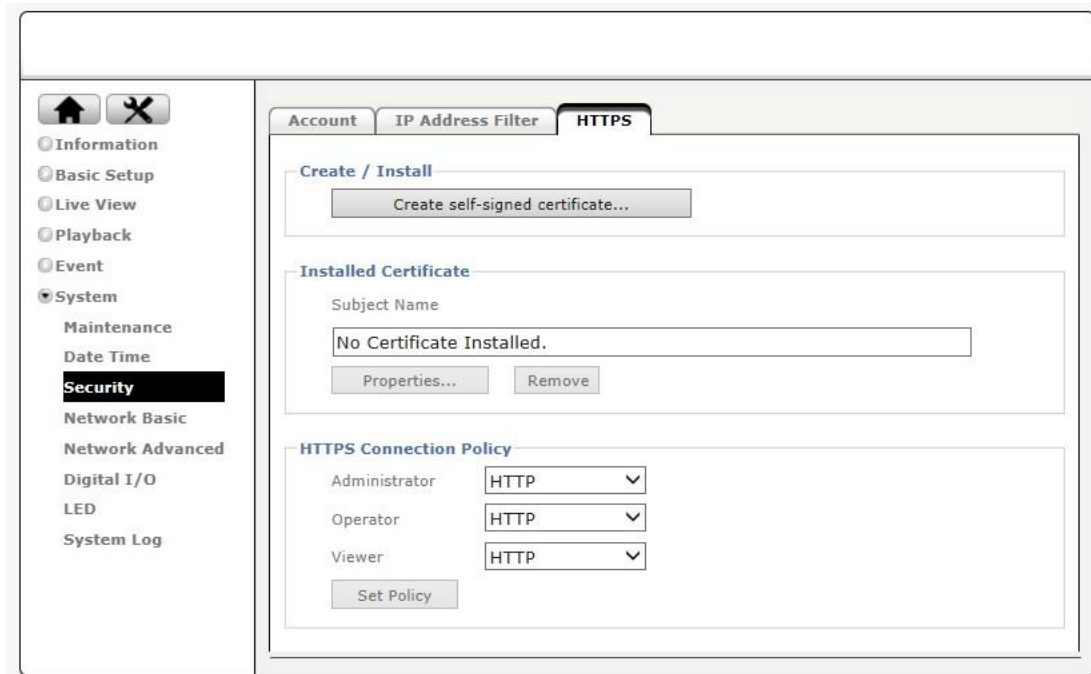 Account
IP Address Filter
HTTPS
Information
Basic Setup
Live View
Playback
Event
System
Maintenance
Date Time
Security
Network Basic
Network Advanced
Digital I/O
LED
System Log
Create / Install
Create self-signed certificate...
Installed Certificate
Subject Name
No Certificate Installed.
Properties...
Remove
HTTPS Connection Policy
Administrator
HTTP
Operator
HTTP
Viewer
HTTP
Set Policy